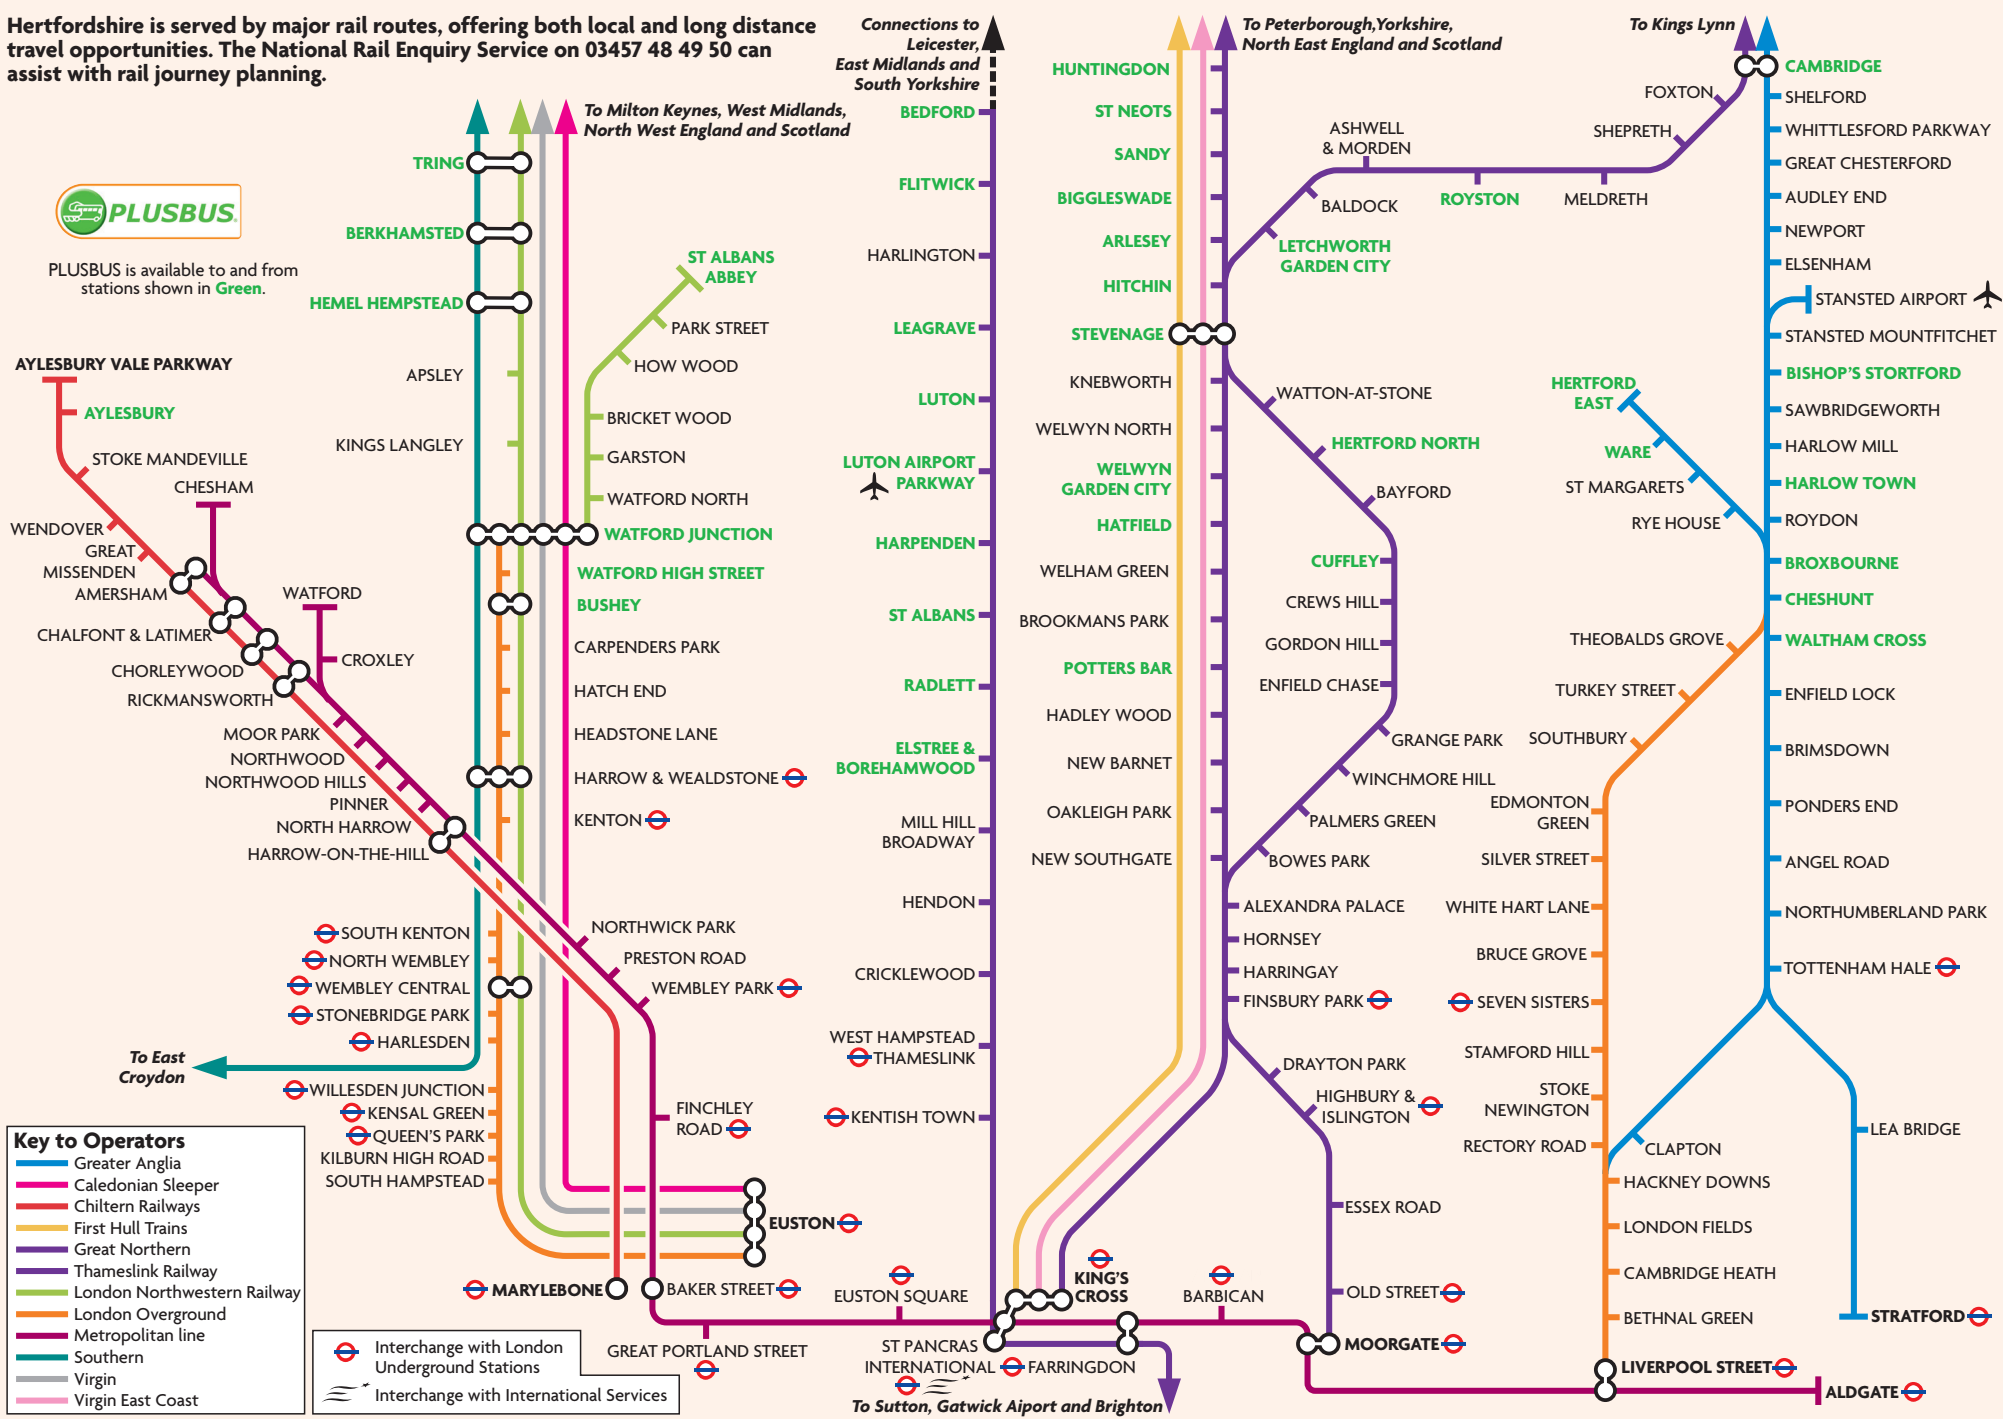 Hertfordshire is served by major rail routes, offering both local and long distance
travel opportunities. The National Rail Enquiry Service on 03457 48 49 50 can
assist with rail journey planning.
PLUSBUS
PLUSBUS is available to and from
stations shown in Green.
To Milton Keynes, West Midlands,
North West England and Scotland
TRING
BERKHAMSTED
HEMEL HEMPSTEAD
APSLEY
KINGS LANGLEY
ST ALBANS
ABBEY
PARK STREET
HOW WOOD
BRICKET WOOD
GARSTON
WATFORD NORTH
WATFORD JUNCTION
WATFORD HIGH STREET
BUSHEY
CARPENDERS PARK
HATCH END
HEADSTONE LANE
HARROW & WEALDSTONE
KENTON
AYLESBURY VALE PARKWAY
AYLESBURY
STOKE MANDEVILLE
CHESHAM
WENDOVER
GREAT
MISSENDEN
AMERSHAM
WATFORD
CHALFONT & LATIMER
CROXLEY
CHORLEYWOOD
RICKMANSWORTH
MOOR PARK
NORTHWOOD
NORTHWOOD HILLS
PINNER
NORTH HARROW
HARROW-ON-THE-HILL
NORTHWICK PARK
PRESTON ROAD
WEMBLEY PARK
SOUTH KENTON
NORTH WEMBLEY
WEMBLEY CENTRAL
STONEBRIDGE PARK
HARLESDEN
To East
Croydon
WILLESDEN JUNCTION
KENSAL GREEN
QUEEN'S PARK
KILBURN HIGH ROAD
SOUTH HAMPSTEAD
FINCHLEY
ROAD
EUSTON
MARYLEBONE
BAKER STREET
GREAT PORTLAND STREET
EUSTON SQUARE
Connections to
Leicester,
East Midlands and
South Yorkshire
BEDFORD
FLITWICK
HARLINGTON
LEAGRAVE
LUTON
LUTON AIRPORT
PARKWAY
HARPENDEN
ST ALBANS
RADLETT
ELSTREE &
BOREHAMWOOD
MILL HILL
BROADWAY
HENDON
CRICKLEWOOD
WEST HAMPSTEAD
THAMESLINK
KENTISH TOWN
ST PANCRAS
INTERNATIONAL
FARRINGDON
To Sutton, Gatwick Aiport and Brighton
KING'S
CROSS
BARBICAN
To Peterborough,Yorkshire,
North East England and Scotland
HUNTINGDON
ST NEOTS
SANDY
BIGGLESWADE
ARLESEY
HITCHIN
STEVENAGE
KNEBWORTH
WELWYN NORTH
WELWYN
GARDEN CITY
HATFIELD
WELHAM GREEN
BROOKMANS PARK
POTTERS BAR
HADLEY WOOD
NEW BARNET
OAKLEIGH PARK
NEW SOUTHGATE
WATTON-AT-STONE
HERTFORD NORTH
BAYFORD
CUFFLEY
CREWS HILL
GORDON HILL
ENFIELD CHASE
GRANGE PARK
WINCHMORE HILL
PALMERS GREEN
BOWES PARK
ALEXANDRA PALACE
HORNSEY
HARRINGAY
FINSBURY PARK
DRAYTON PARK
HIGHBURY &
ISLINGTON
ESSEX ROAD
OLD STREET
MOORGATE
To Kings Lynn
FOXTON
SHEPRETH
ASHWELL
& MORDEN
MELDRETH
ROYSTON
BALDOCK
LETCHWORTH
GARDEN CITY
CAMBRIDGE
SHELFORD
WHITTLESFORD PARKWAY
GREAT CHESTERFORD
AUDLEY END
NEWPORT
ELSENHAM
STANSTED AIRPORT
STANSTED MOUNTFITCHET
BISHOP'S STORTFORD
SAWBRIDGEWORTH
HARLOW MILL
HARLOW TOWN
ROYDON
HERTFORD
EAST
WARE
ST MARGARETS
RYE HOUSE
BROXBOURNE
CHESHUNT
WALTHAM CROSS
ENFIELD LOCK
BRIMSDOWN
PONDERS END
ANGEL ROAD
NORTHUMBERLAND PARK
TOTTENHAM HALE
THEOBALDS GROVE
TURKEY STREET
SOUTHBURY
EDMONTON
GREEN
SILVER STREET
WHITE HART LANE
BRUCE GROVE
SEVEN SISTERS
STAMFORD HILL
STOKE
NEWINGTON
RECTORY ROAD
CLAPTON
LEA BRIDGE
HACKNEY DOWNS
LONDON FIELDS
CAMBRIDGE HEATH
BETHNAL GREEN
STRATFORD
LIVERPOOL STREET
ALDGATE
Key to Operators
Greater Anglia
Caledonian Sleeper
Chiltern Railways
First Hull Trains
Great Northern
Thameslink Railway
London Northwestern Railway
London Overground
Metropolitan line
Southern
Virgin
Virgin East Coast
Interchange with London
Underground Stations
Interchange with International Services